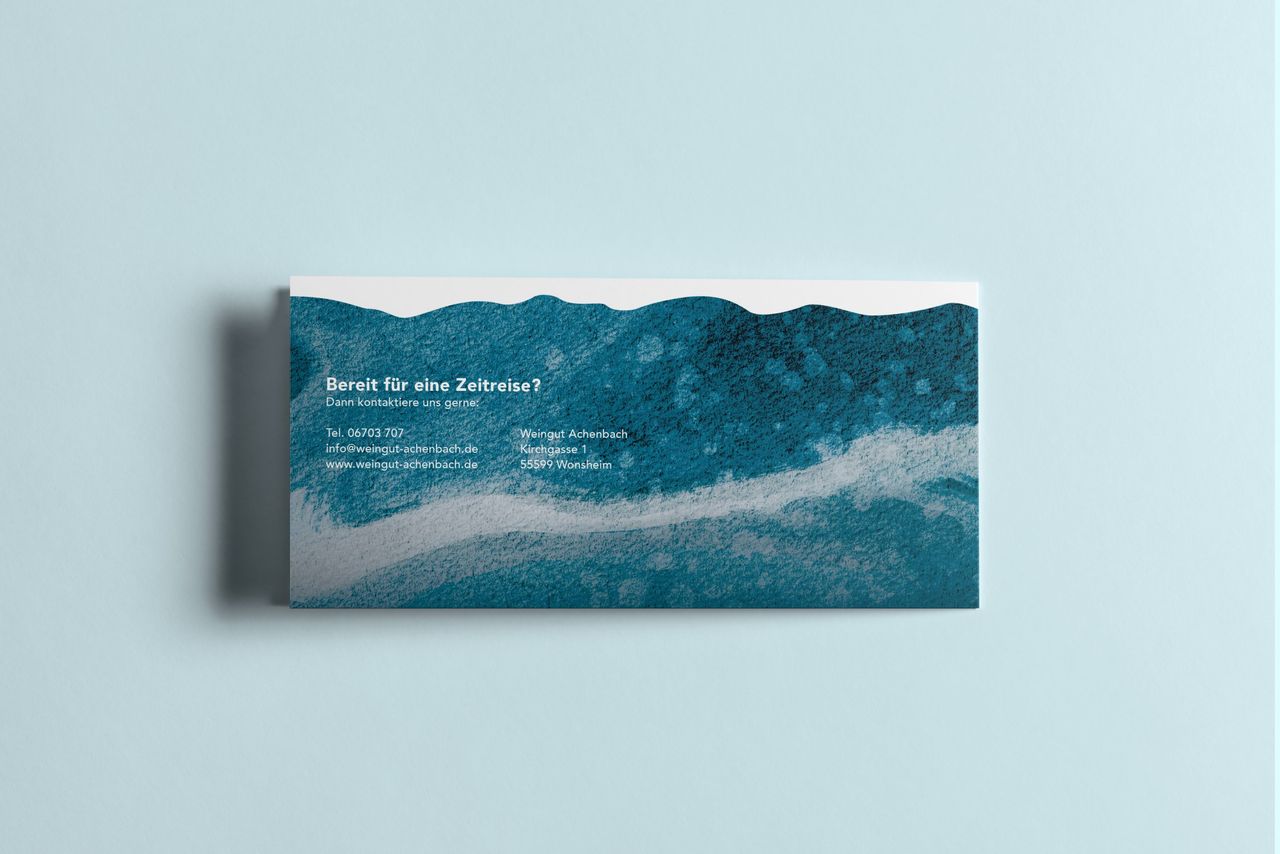 Bereit für eine Zeitreise?
Dann kontaktiere uns gerne:
Tel. 06703 707
info@weingut-achenbach.de
www.weingut-achenbach.de
Weingut Achenbach
Kirchgasse 1
55599 Wonsheim